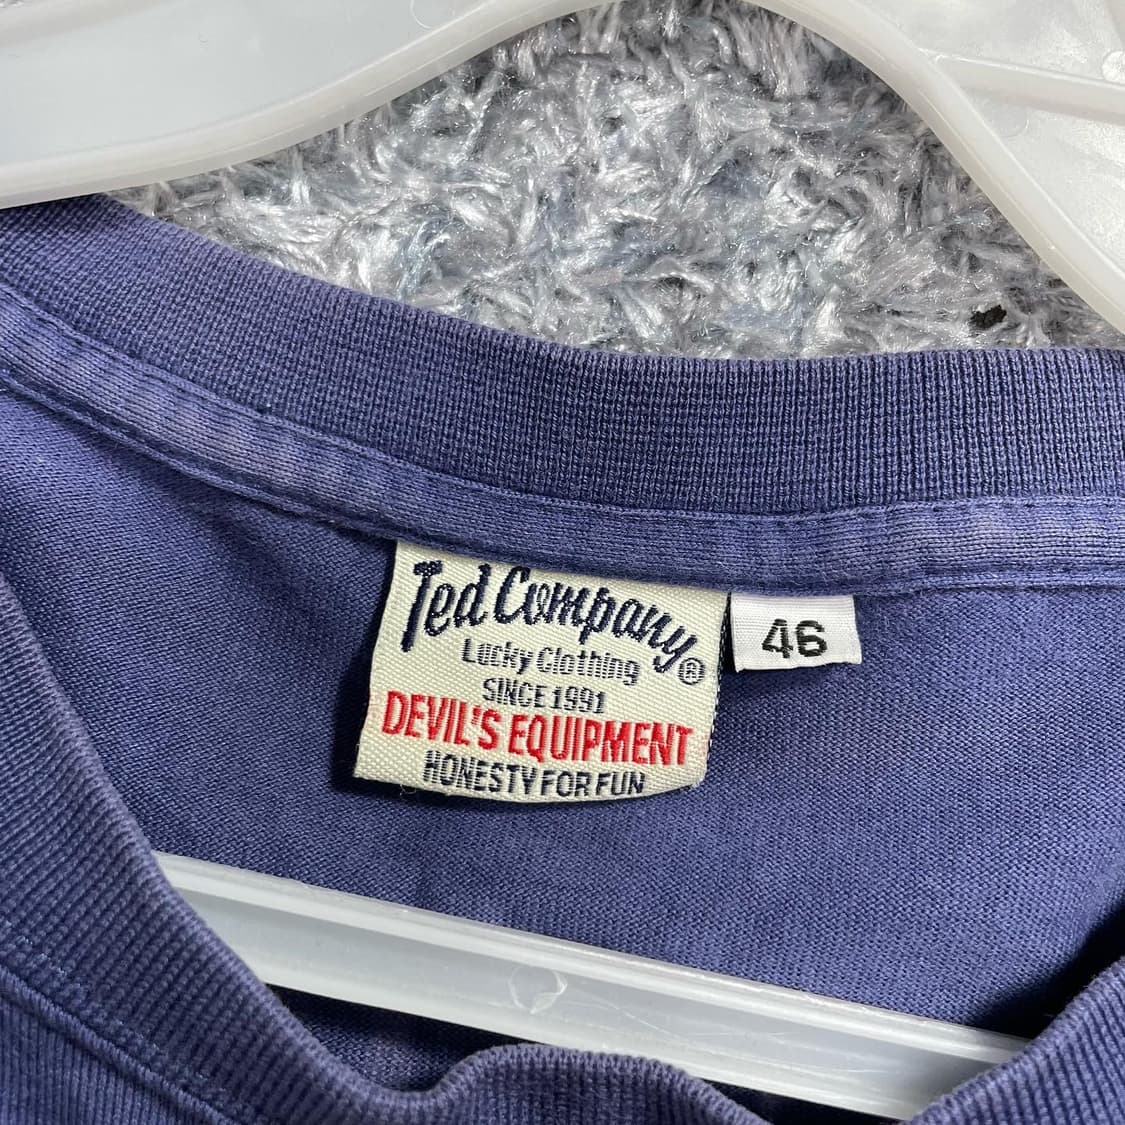 Ted Company®
Lucky Clothing
SINCE 1991
DEVIL'S EQUIPMENT
HONESTY FOR FUN
46